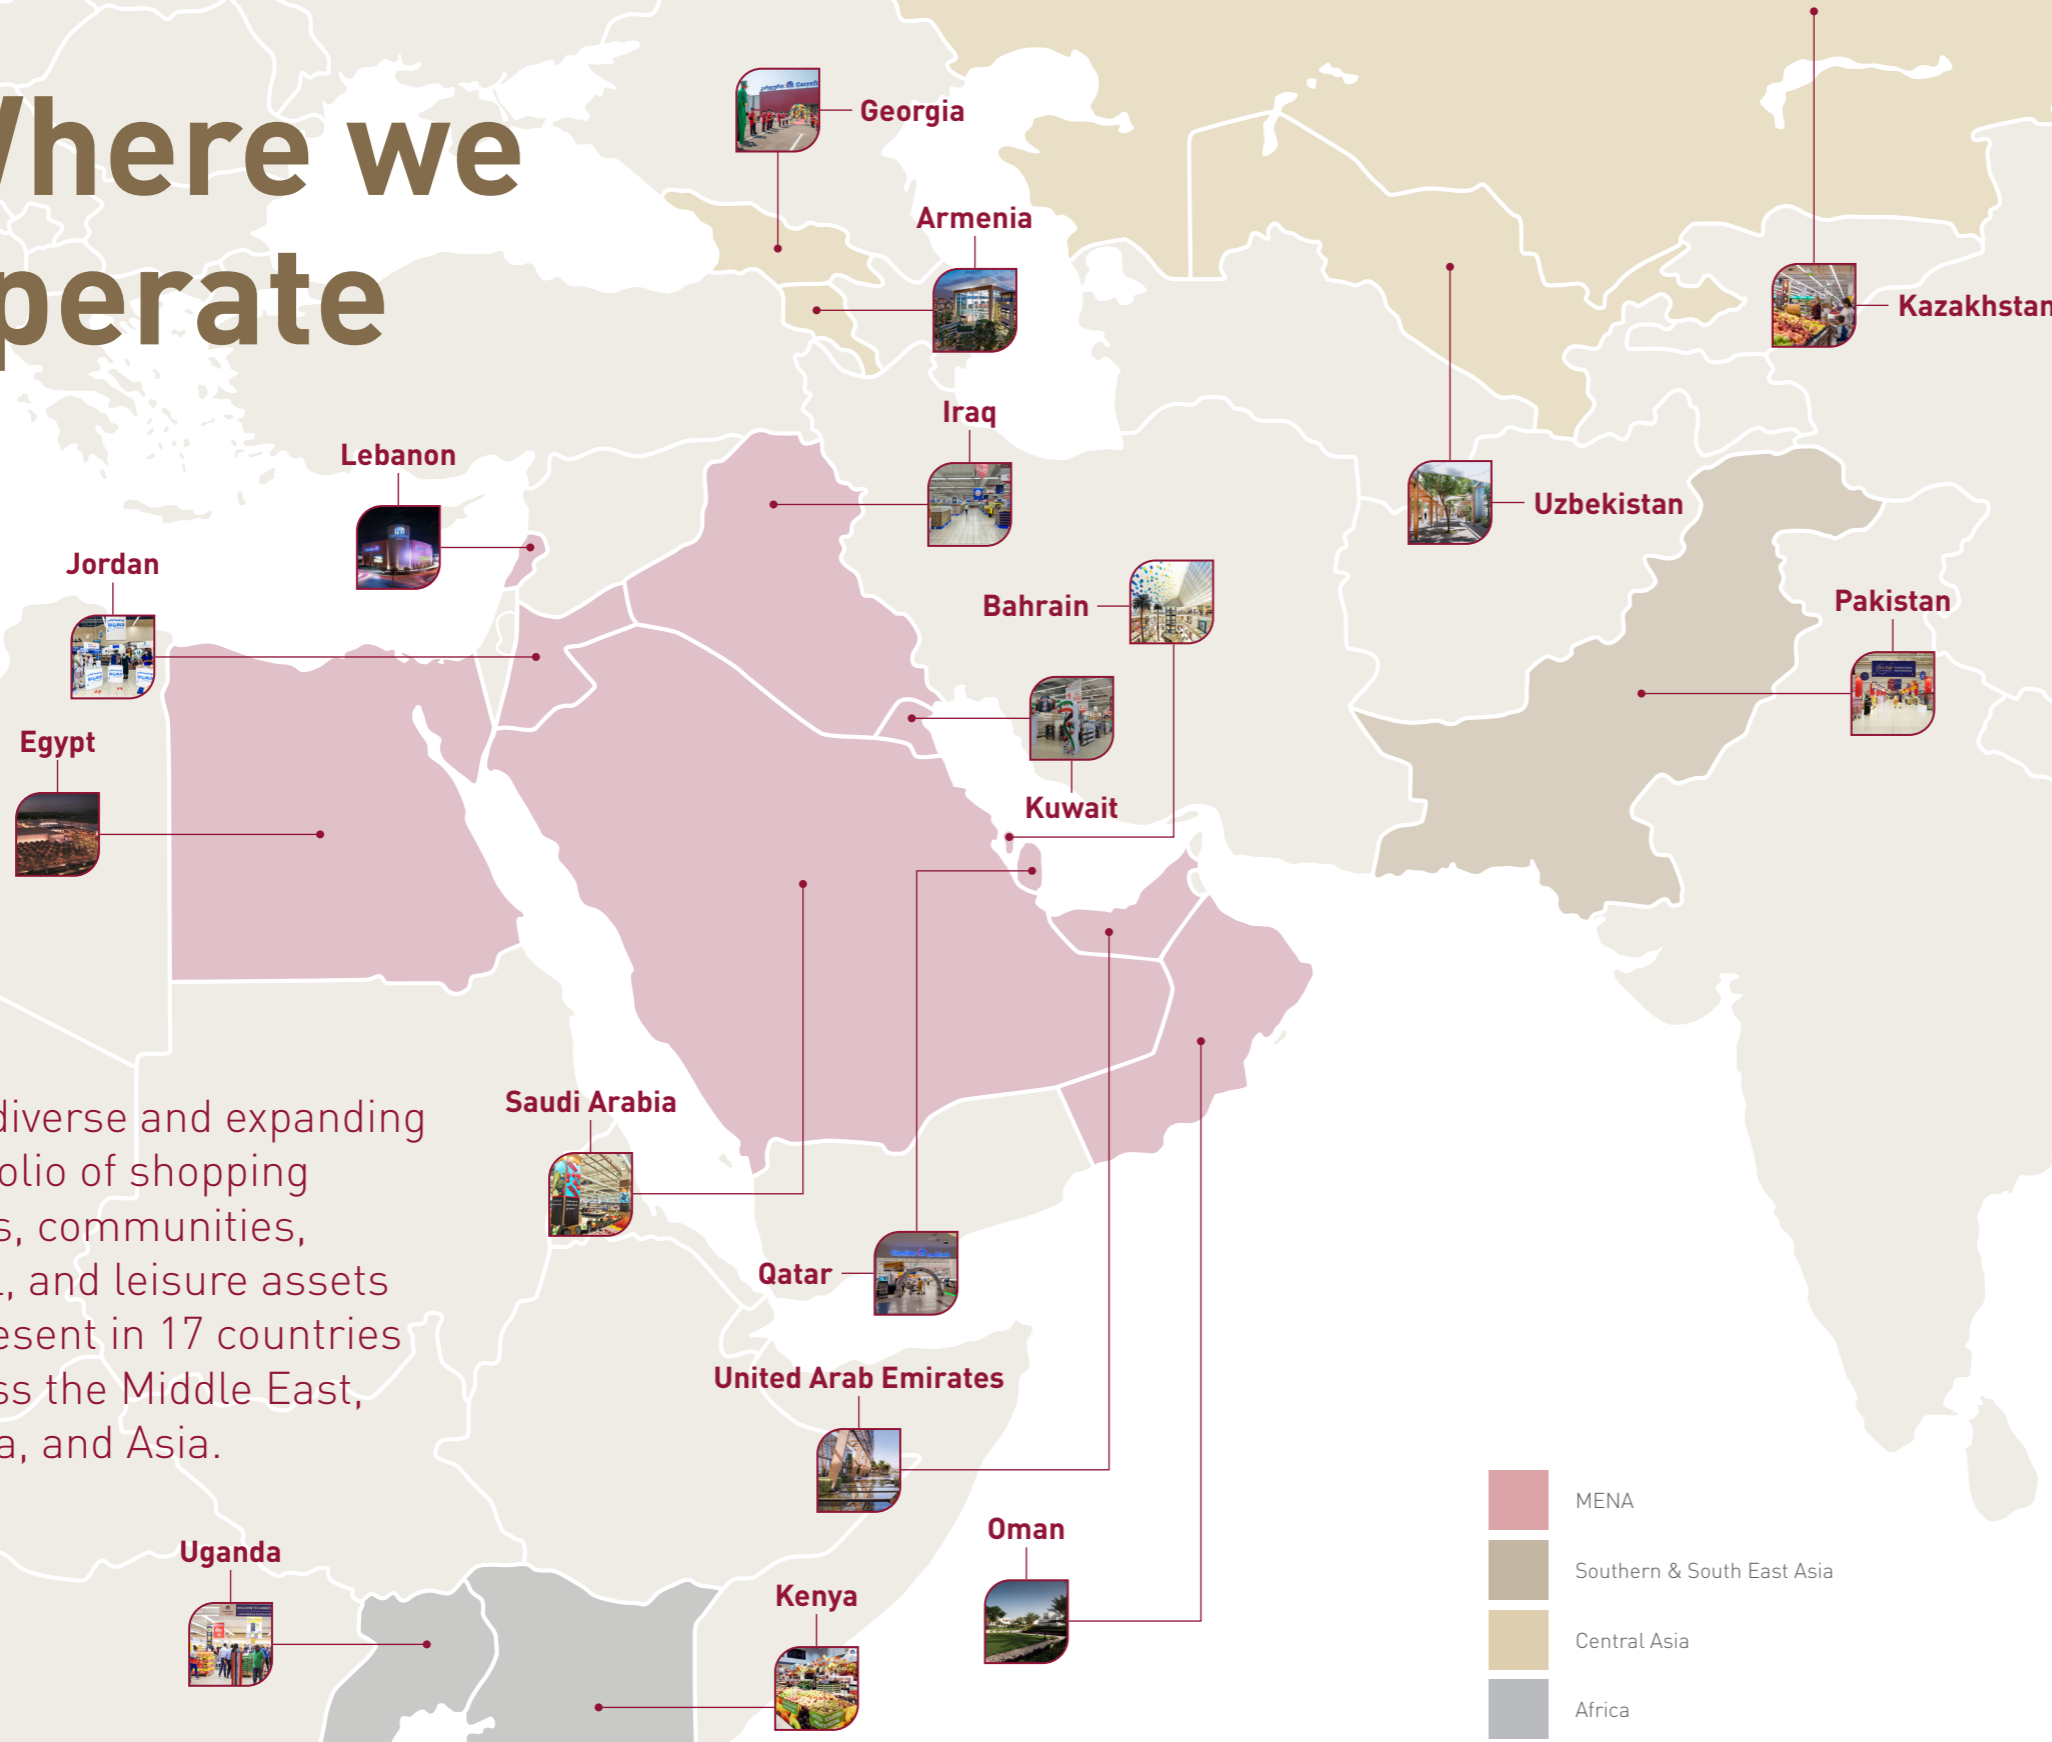 Where we
perate
Georgia
Armenia
Kazakhstan
Iraq
Lebanon
Uzbekistan
Jordan
Bahrain
Pakistan
Egypt
Kuwait
diverse and expanding
olio of shopping
s, communities,
, and leisure assets
esent in 17 countries
ss the Middle East,
a, and Asia.
Saudi Arabia
Qatar
United Arab Emirates
Oman
Uganda
Kenya
MENA
Southern & South East Asia
Central Asia
Africa